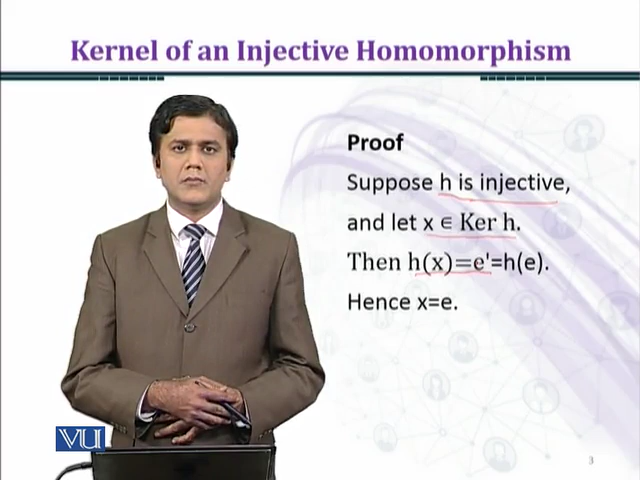 Kernel of an Injective Homomorphism
Proof
Suppose h is injective,
and let x ∈ Ker h.
Then h(x)=e'=h(e).
Hence x=e.
VU
3